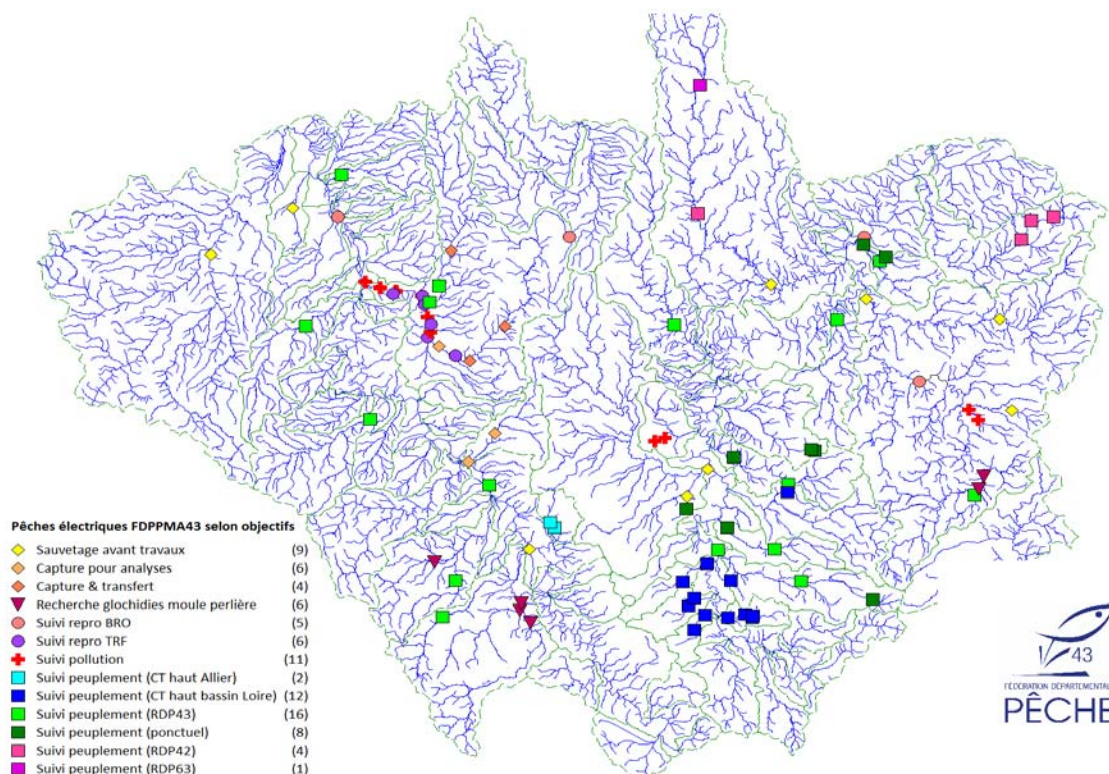 Pêches électriques FDPPMA43 selon objectifs
Sauvetage avant travaux (9)
Capture pour analyses (6)
Capture & transfert (4)
Recherche glochidies moule perlière (6)
Suivi repro BRO (5)
Suivi repro TRF (6)
Suivi pollution (11)
Suivi peuplement (CT haut Allier) (2)
Suivi peuplement (CT haut bassin Loire) (12)
Suivi peuplement (RDP43) (16)
Suivi peuplement (ponctuel) (8)
Suivi peuplement (RDP42) (4)
Suivi peuplement (RDP63) (1)
43
FÉDÉRATION DÉPARTEMENTALE
PÊCHE